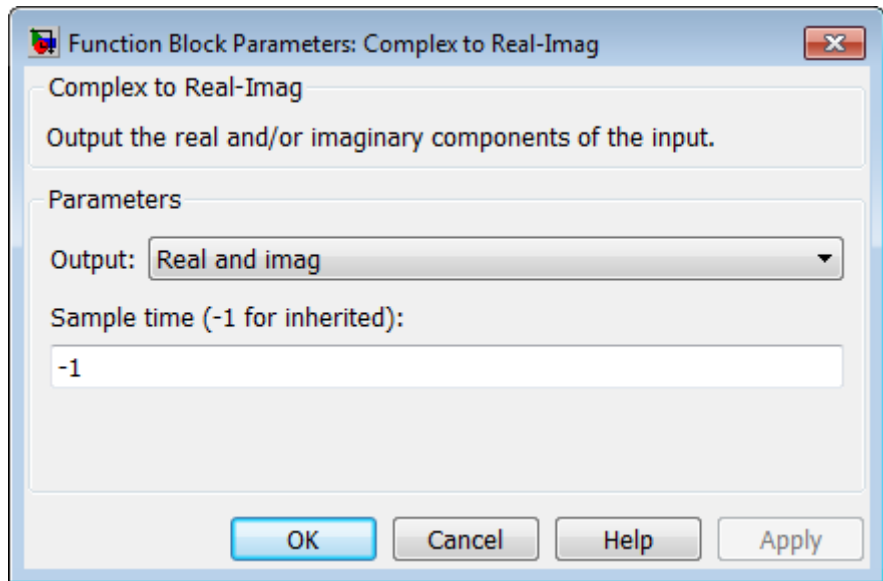 Function Block Parameters: Complex to Real-Imag
Complex to Real-Imag
Output the real and/or imaginary components of the input.
Parameters
Output: Real and imag
Sample time (-1 for inherited):
-1
OK Cancel Help Apply